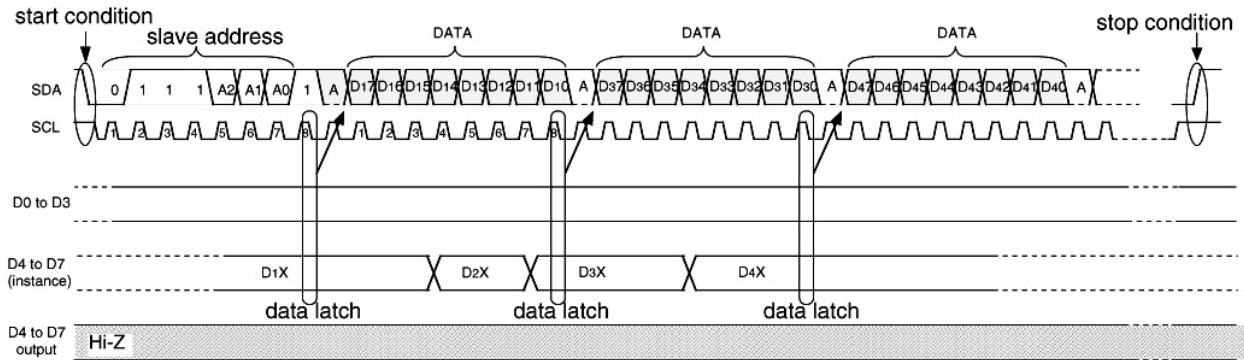 start condition
stop condition
slave address
DATA
DATA
DATA
SDA
0 1 1 1 A2 A1 A0 1 A D17 D16 D15 D14 D13 D12 D11 D10 A D37 D36 D35 D34 D33 D32 D31 D30 A D47 D46 D45 D44 D43 D42 D41 D40 A
SCL
1 2 3 4 5 6 7 8 1 2 3 4 5 6 7 8
D0 to D3
D4 to D7
(instance)
D1X D2X D3X D4X
data latch data latch data latch
D4 to D7
output
Hi-Z